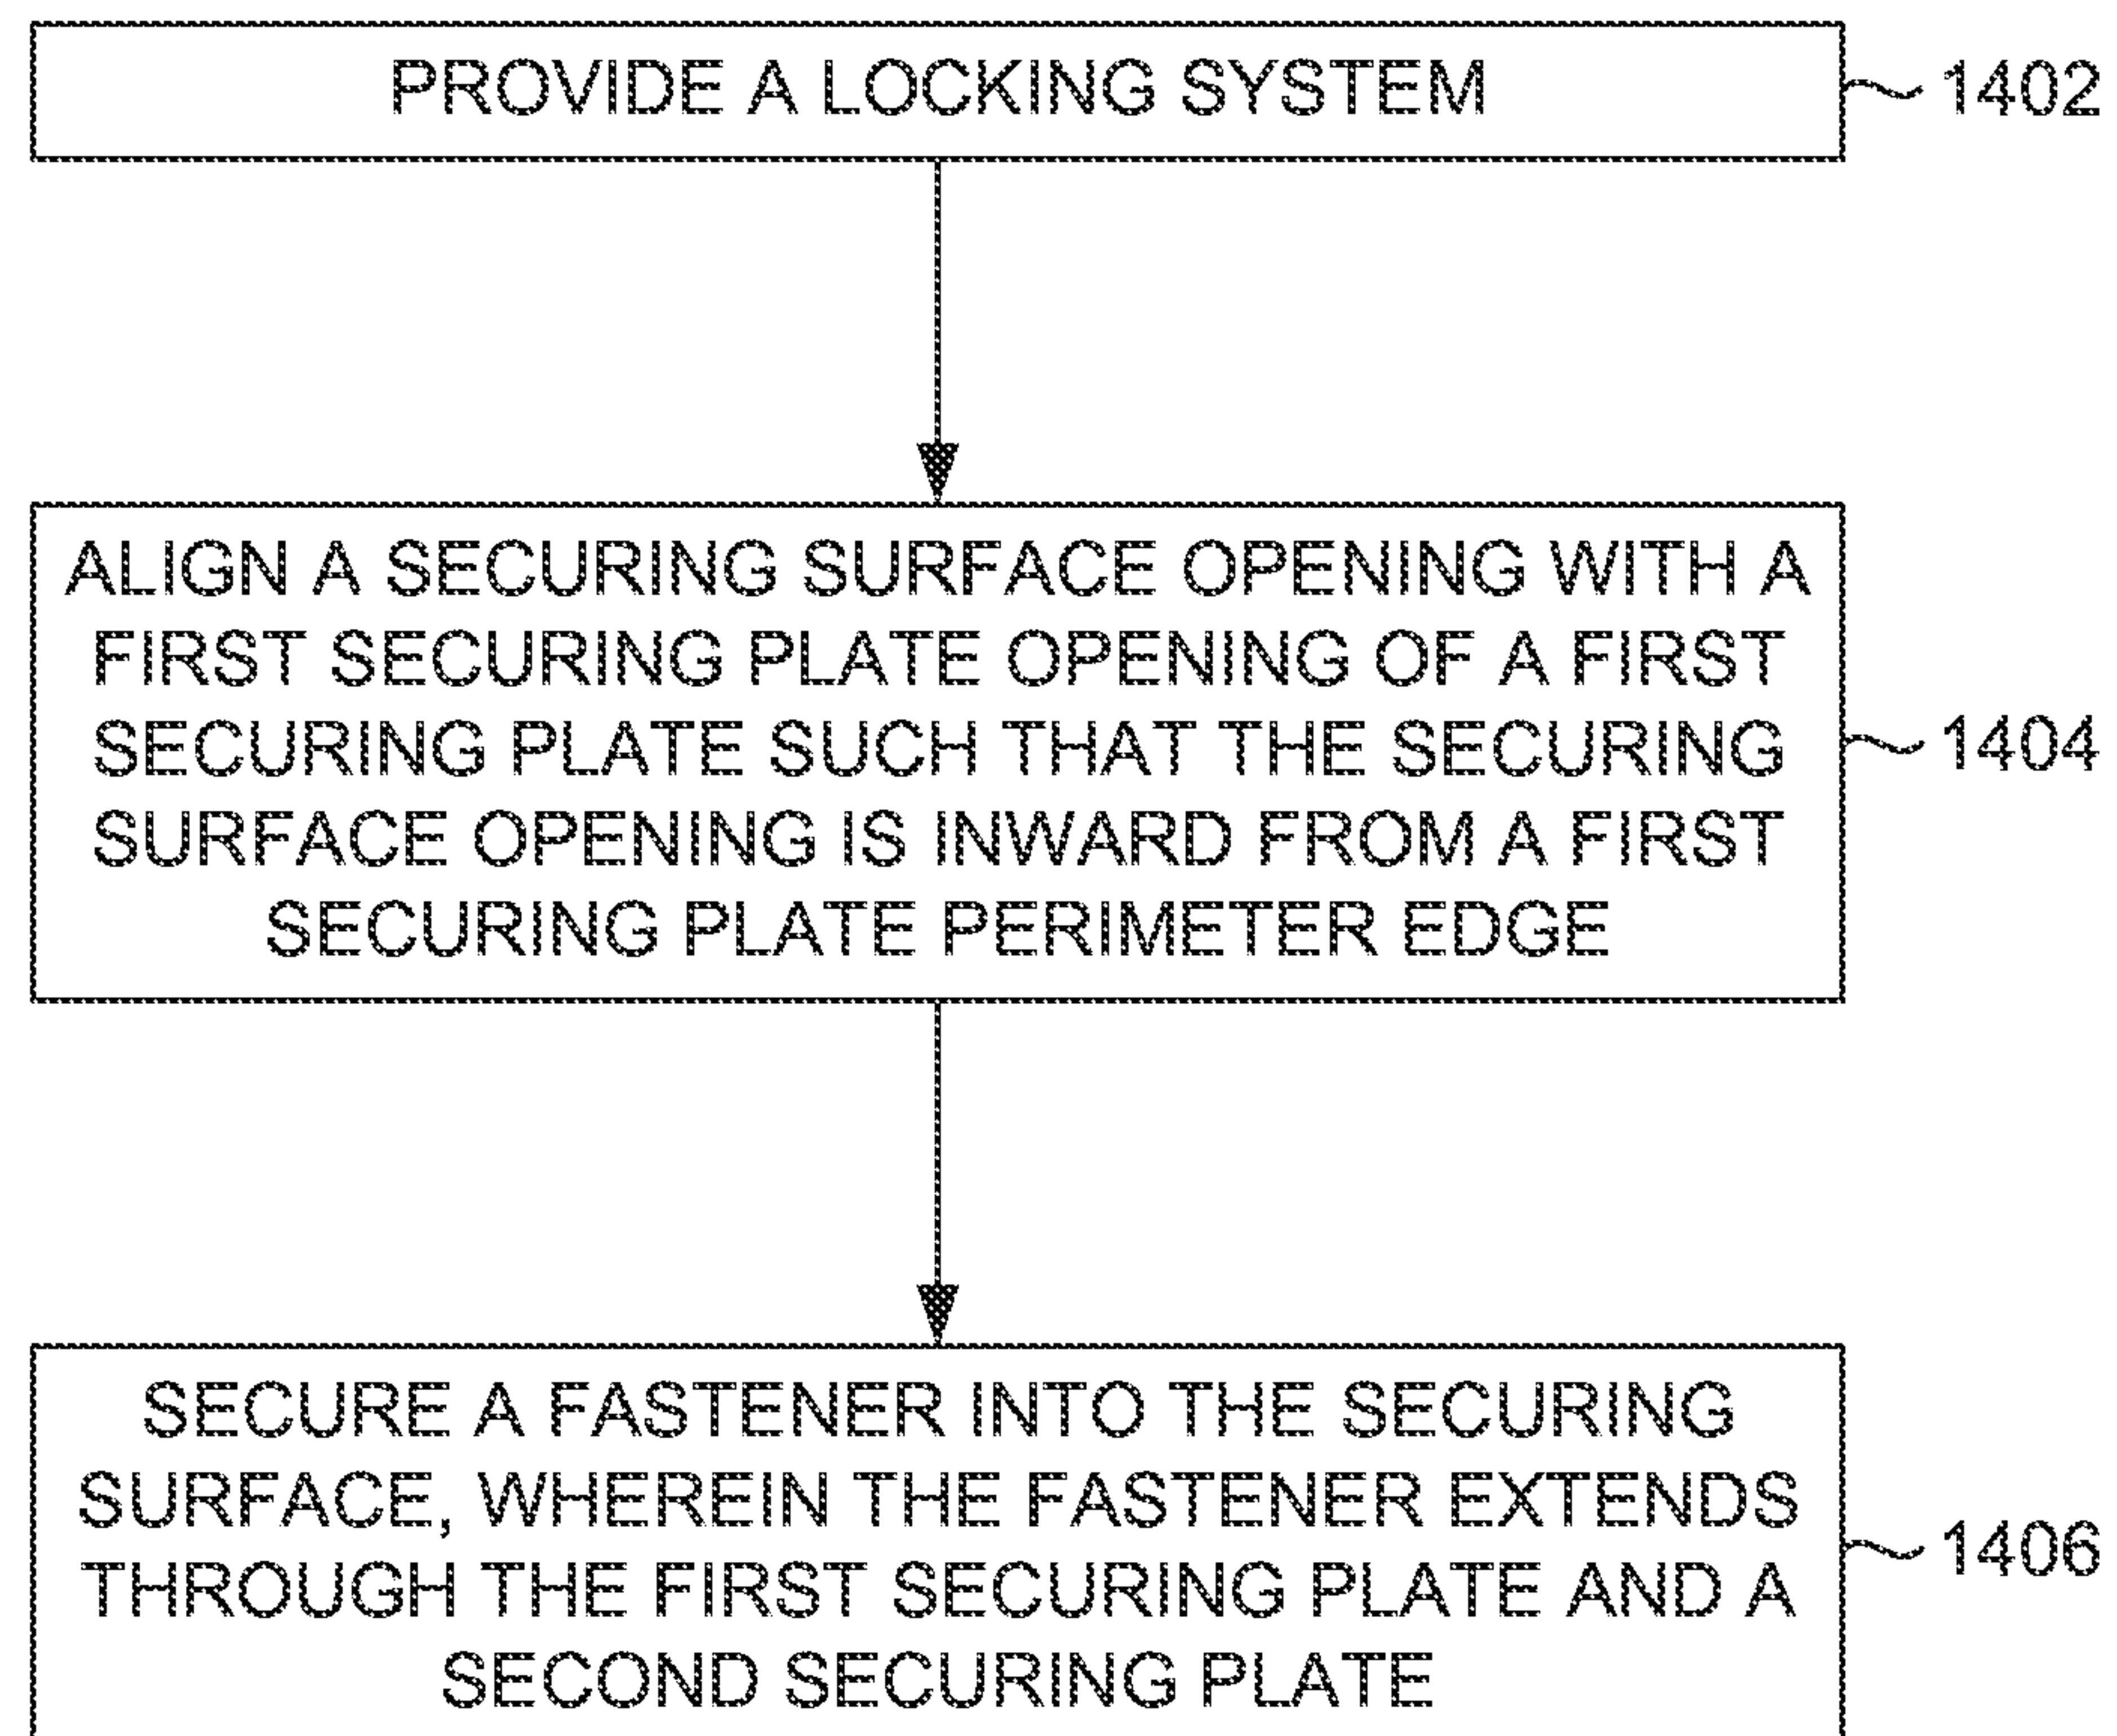 PROVIDE A LOCKING SYSTEM
1402
ALIGN A SECURING SURFACE OPENING WITH A
FIRST SECURING PLATE OPENING OF A FIRST
SECURING PLATE SUCH THAT THE SECURING
SURFACE OPENING IS INWARD FROM A FIRST
SECURING PLATE PERIMETER EDGE
1404
SECURE A FASTENER INTO THE SECURING
SURFACE, WHEREIN THE FASTENER EXTENDS
THROUGH THE FIRST SECURING PLATE AND A
SECOND SECURING PLATE
1406